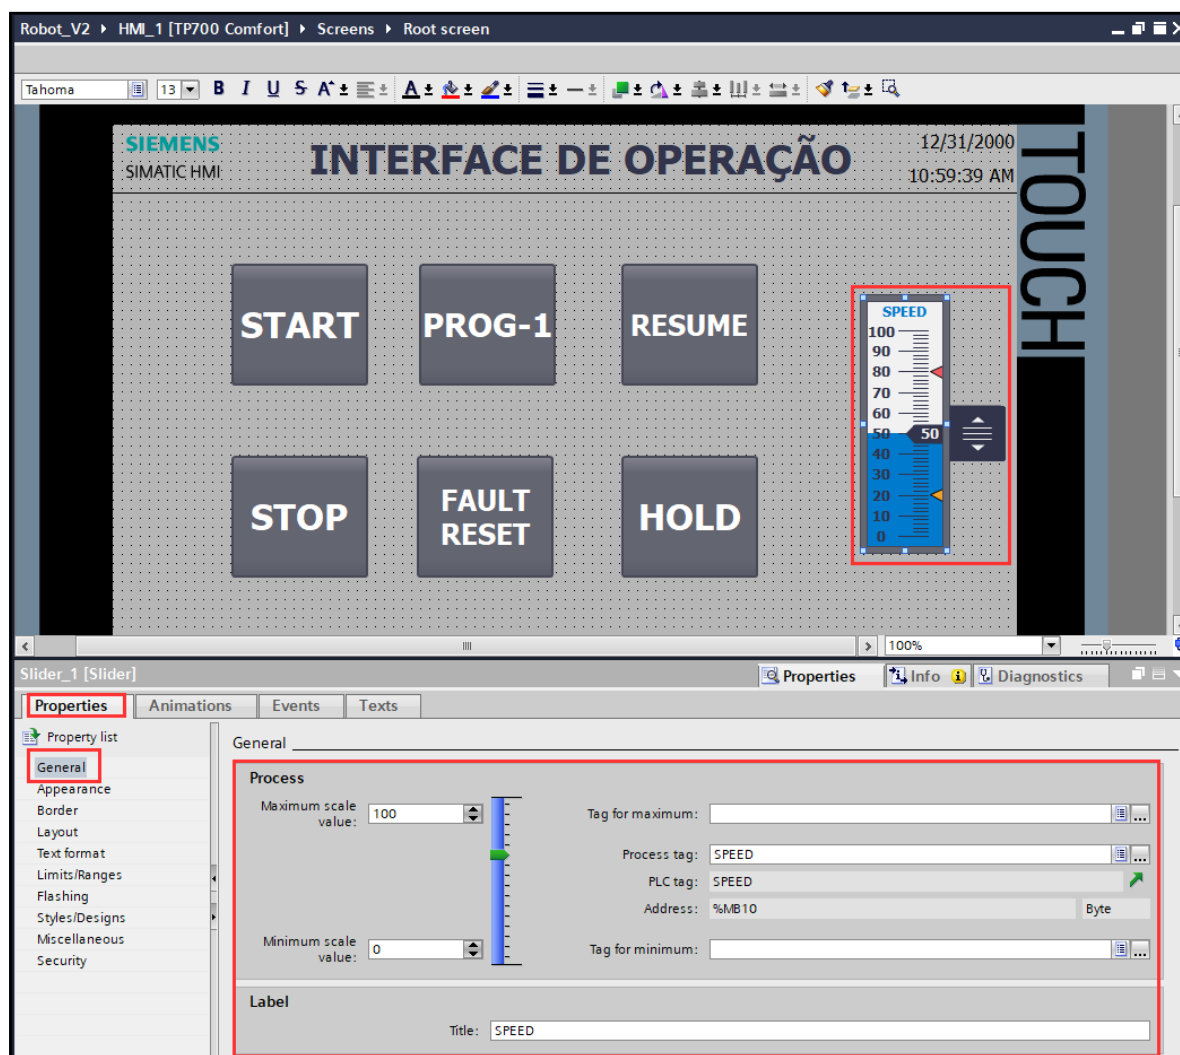 Robot_V2 ▸ HMI_1 [TP700 Comfort] ▸ Screens ▸ Root screen
Tahoma 13 B I U S A A
SIEMENS
SIMATIC HMI
INTERFACE DE OPERAÇÃO
12/31/2000
10:59:39 AM
TOUCH
START
PROG-1
RESUME
STOP
FAULT
RESET
HOLD
SPEED
100
90
80
70
60
50 50
40
30
20
10
0
100%
Slider_1 [Slider]
Properties Info Diagnostics
Properties Animations Events Texts
Property list
General
Appearance
Border
Layout
Text format
Limits/Ranges
Flashing
Styles/Designs
Miscellaneous
Security
General
Process
Maximum scale
value: 100
Tag for maximum:
Process tag: SPEED
PLC tag: SPEED
Address: %MB10 Byte
Minimum scale
value: 0
Tag for minimum:
Label
Title: SPEED